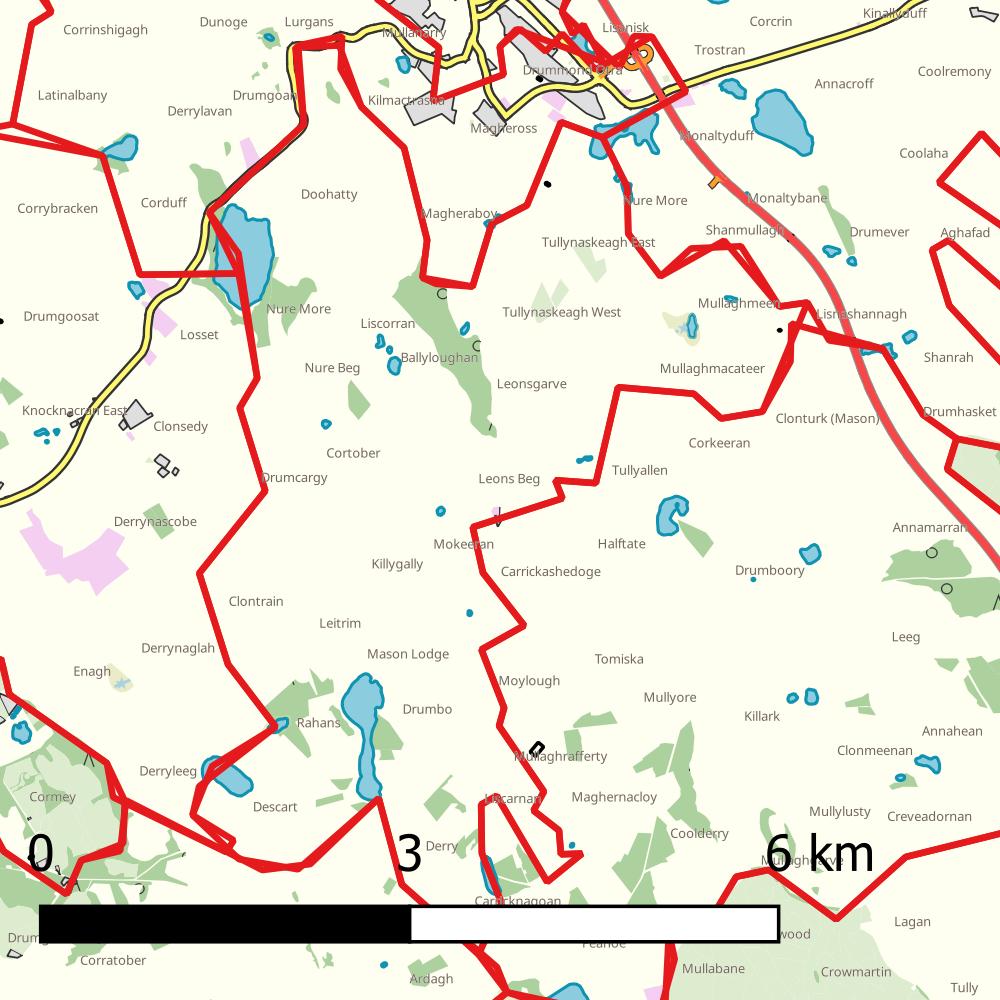 Kinallyduff
Dunoge
Lurgans
Corcrin
Corrinshigagh
Mullanarry
Lisanisk
Trostran
Drummond Otra
Coolremony
Annacroff
Latinalbany
Drumgoan
Kilmactrasna
Derrylavan
Magheross
Monaltyduff
Coolaha
Doohatty
Monaltybane
Corduff
Nure More
Corrybracken
Magheraboy
Shanmullagh
Drumever
Aghafad
Tullynaskeagh East
Mullaghmeen
Nure More
Tullynaskeagh West
Lisnashannagh
Drumgoosat
Liscorran
Losset
Ballyloughan
Shanrah
Nure Beg
Mullaghmacateer
Leonsgarve
Knocknacran East
Drumhasket
Clonturk (Mason)
Clonsedy
Corkeeran
Cortober
Tullyallen
Drumcargy
Leons Beg
Derrynascobe
Annamarran
Mokeeran
Halftate
Killygally
Carrickashedoge
Drumboory
Clontrain
Leitrim
Leeg
Derrynaglah
Mason Lodge
Tomiska
Enagh
Moylough
Mullyore
Drumbo
Killark
Rahans
Annahean
Clonmeenan
Mullaghrafferty
Derryleeg
Cormey
Liscarnan
Maghernacloy
Descart
Mullylusty
Creveadornan
Coolderry
Derry
0 3 6 km
Mullaghgarve
Carricknagoan
Lagan
wood
Drum
Corratober
Mullabane
Crowmartin
Ardagh
Tully